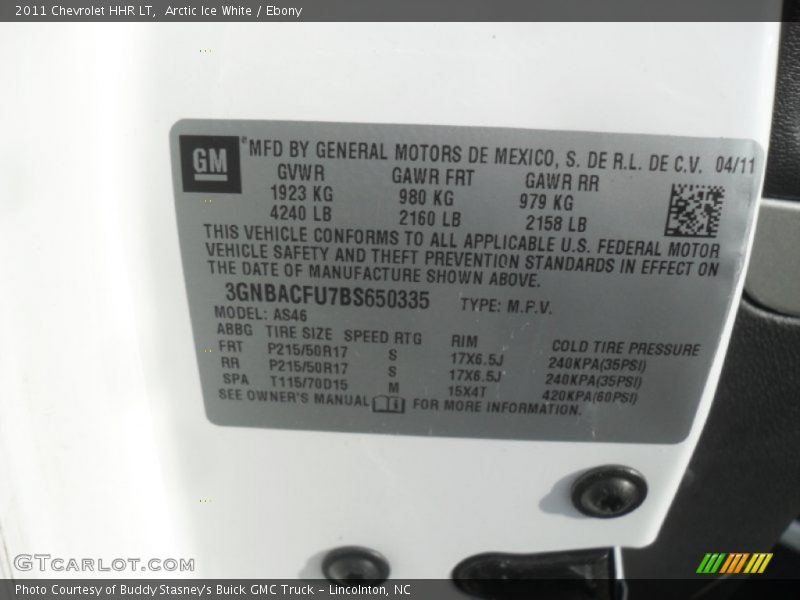 2011 Chevrolet HHR LT, Arctic Ice White / Ebony
GM
® MFD BY GENERAL MOTORS DE MEXICO, S. DE R.L. DE C.V. 04/11
GVWR GAWR FRT GAWR RR
1923 KG 980 KG 979 KG
4240 LB 2160 LB 2158 LB
THIS VEHICLE CONFORMS TO ALL APPLICABLE U.S. FEDERAL MOTOR
VEHICLE SAFETY AND THEFT PREVENTION STANDARDS IN EFFECT ON
THE DATE OF MANUFACTURE SHOWN ABOVE.
3GNBACFU7BS650335 TYPE: M.P.V.
MODEL: AS46
ABBG TIRE SIZE SPEED RTG RIM COLD TIRE PRESSURE
FRT P215/50R17 S 17X6.5J 240KPA(35PSI)
RR P215/50R17 S 17X6.5J 240KPA(35PSI)
SPA T115/70D15 M 15X4T 420KPA(60PSI)
SEE OWNER'S MANUAL FOR MORE INFORMATION.
GTCARLOT.COM
Photo Courtesy of Buddy Stasney's Buick GMC Truck - Lincolnton, NC